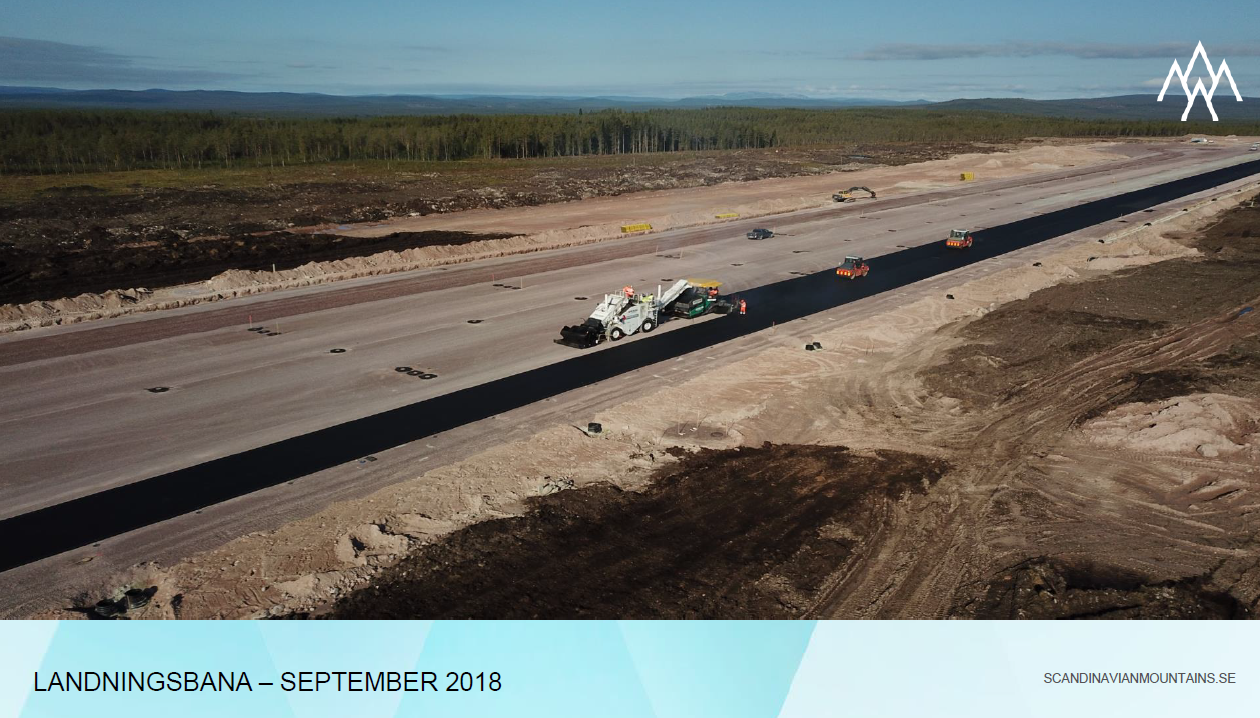 LANDNINGSBANA – SEPTEMBER 2018
SCANDINAVIANMOUNTAINS.SE